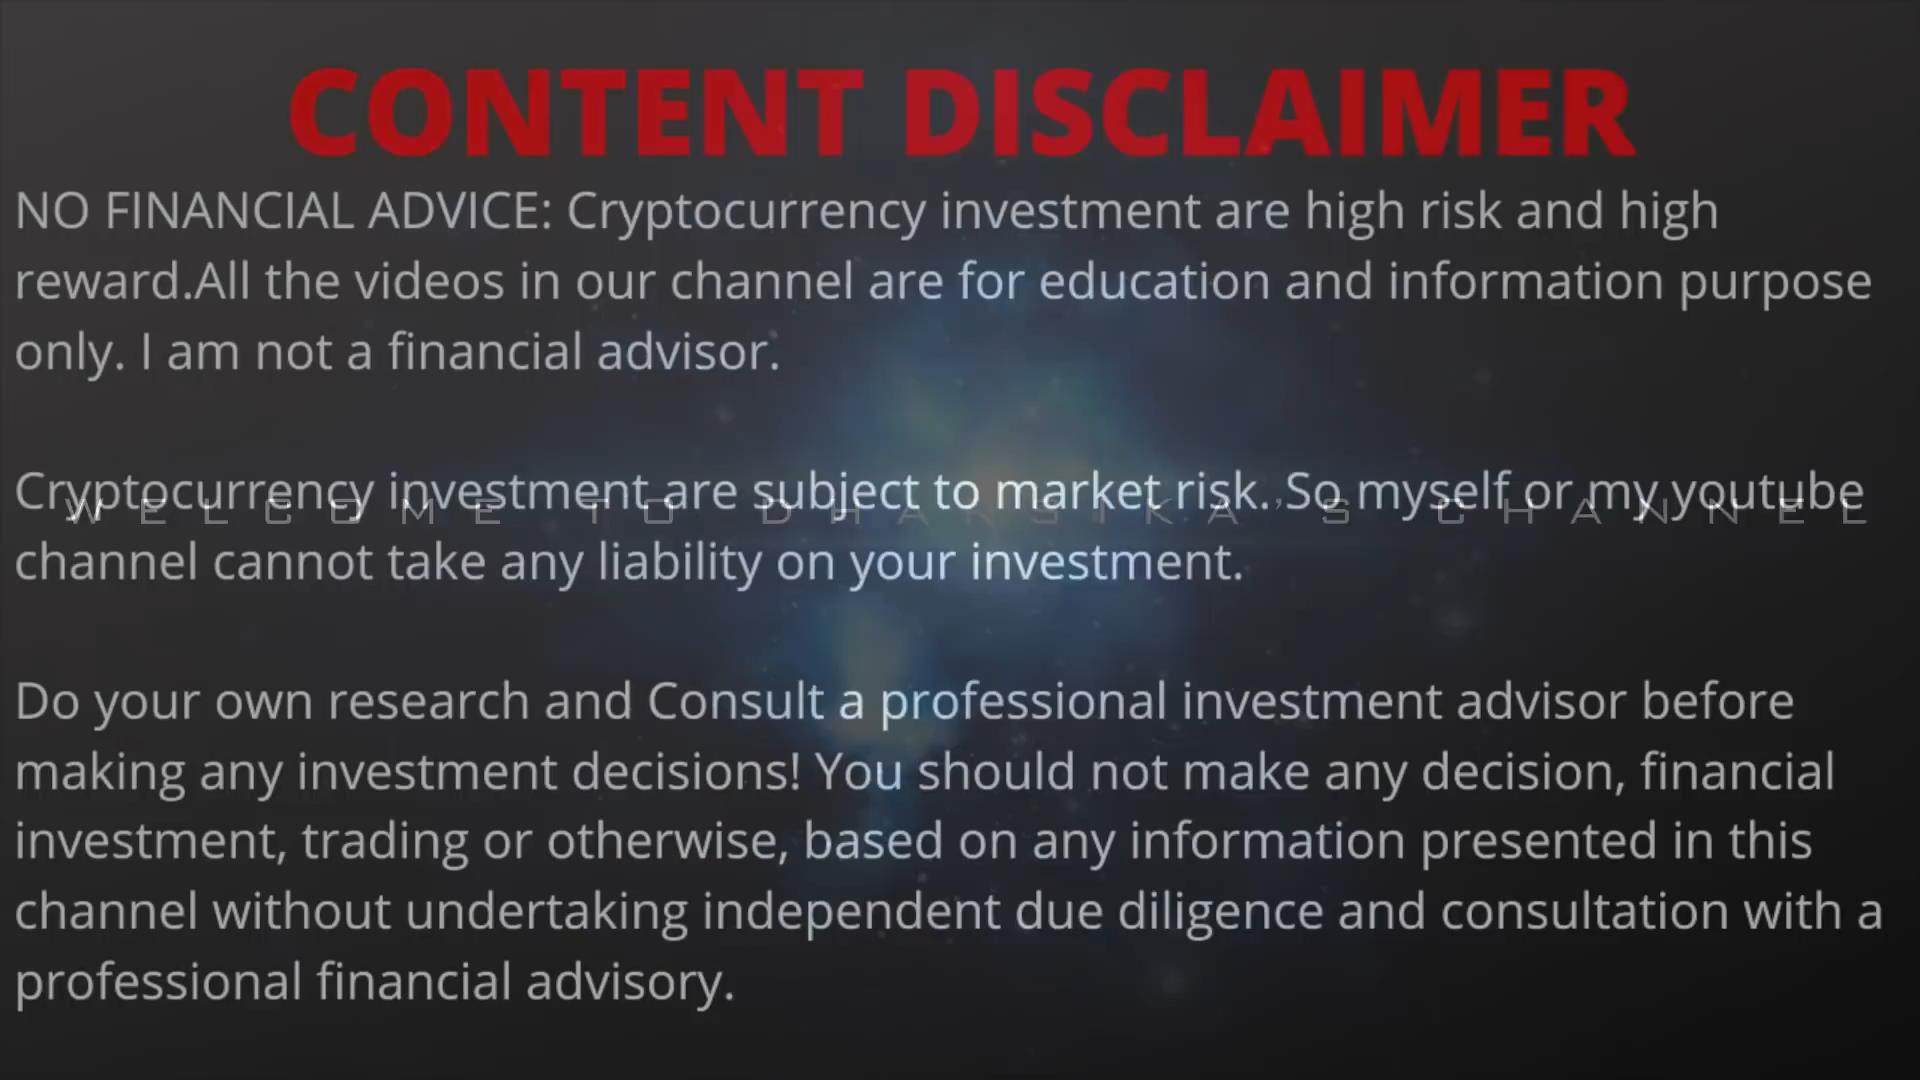 CONTENT DISCLAIMER
NO FINANCIAL ADVICE: Cryptocurrency investment are high risk and high
reward.All the videos in our channel are for education and information purpose
only. I am not a financial advisor.
Cryptocurrency investment are subject to market risk. So myself or my youtube
WELCOME TO DHANSIKA'S CHANNEL
channel cannot take any liability on your investment.
Do your own research and Consult a professional investment advisor before
making any investment decisions! You should not make any decision, financial
investment, trading or otherwise, based on any information presented in this
channel without undertaking independent due diligence and consultation with a
professional financial advisory.